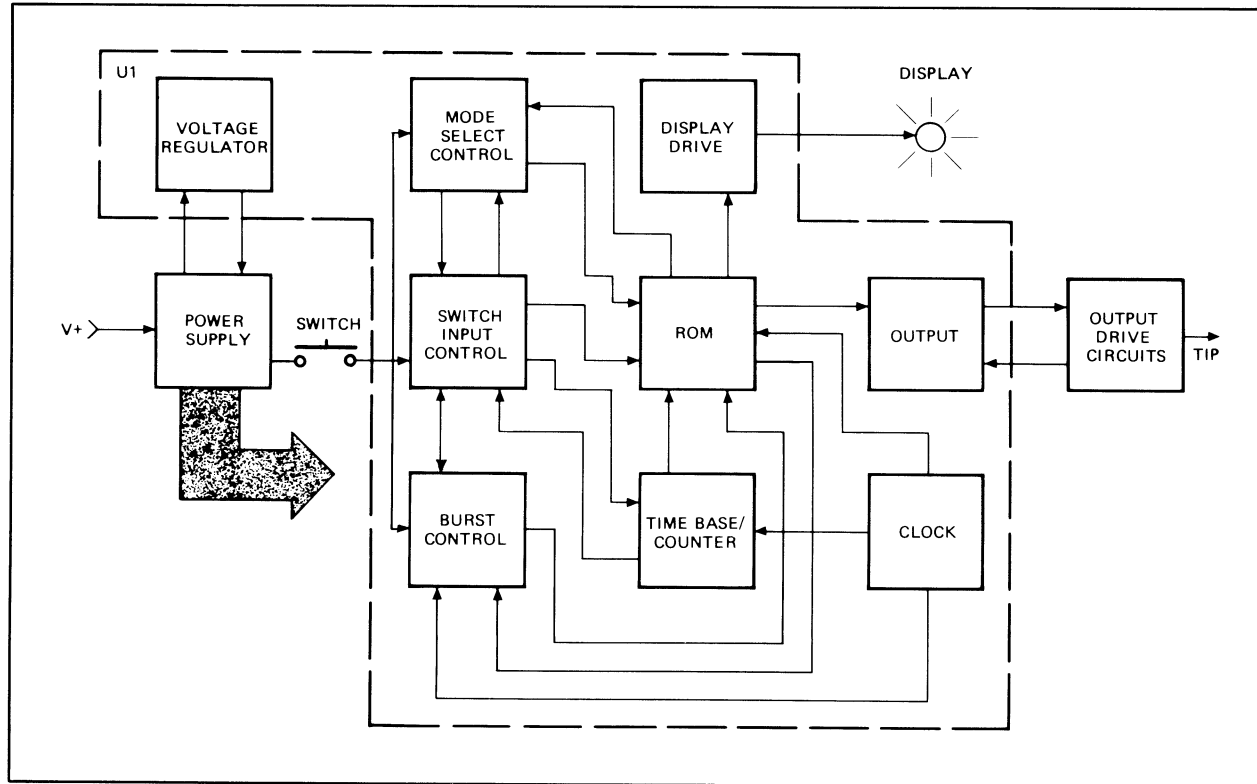 U1
VOLTAGE
REGULATOR
MODE
SELECT
CONTROL
DISPLAY
DRIVE
DISPLAY
V+
POWER
SUPPLY
SWITCH
SWITCH
INPUT
CONTROL
ROM
OUTPUT
OUTPUT
DRIVE
CIRCUITS
TIP
BURST
CONTROL
TIME BASE/
COUNTER
CLOCK